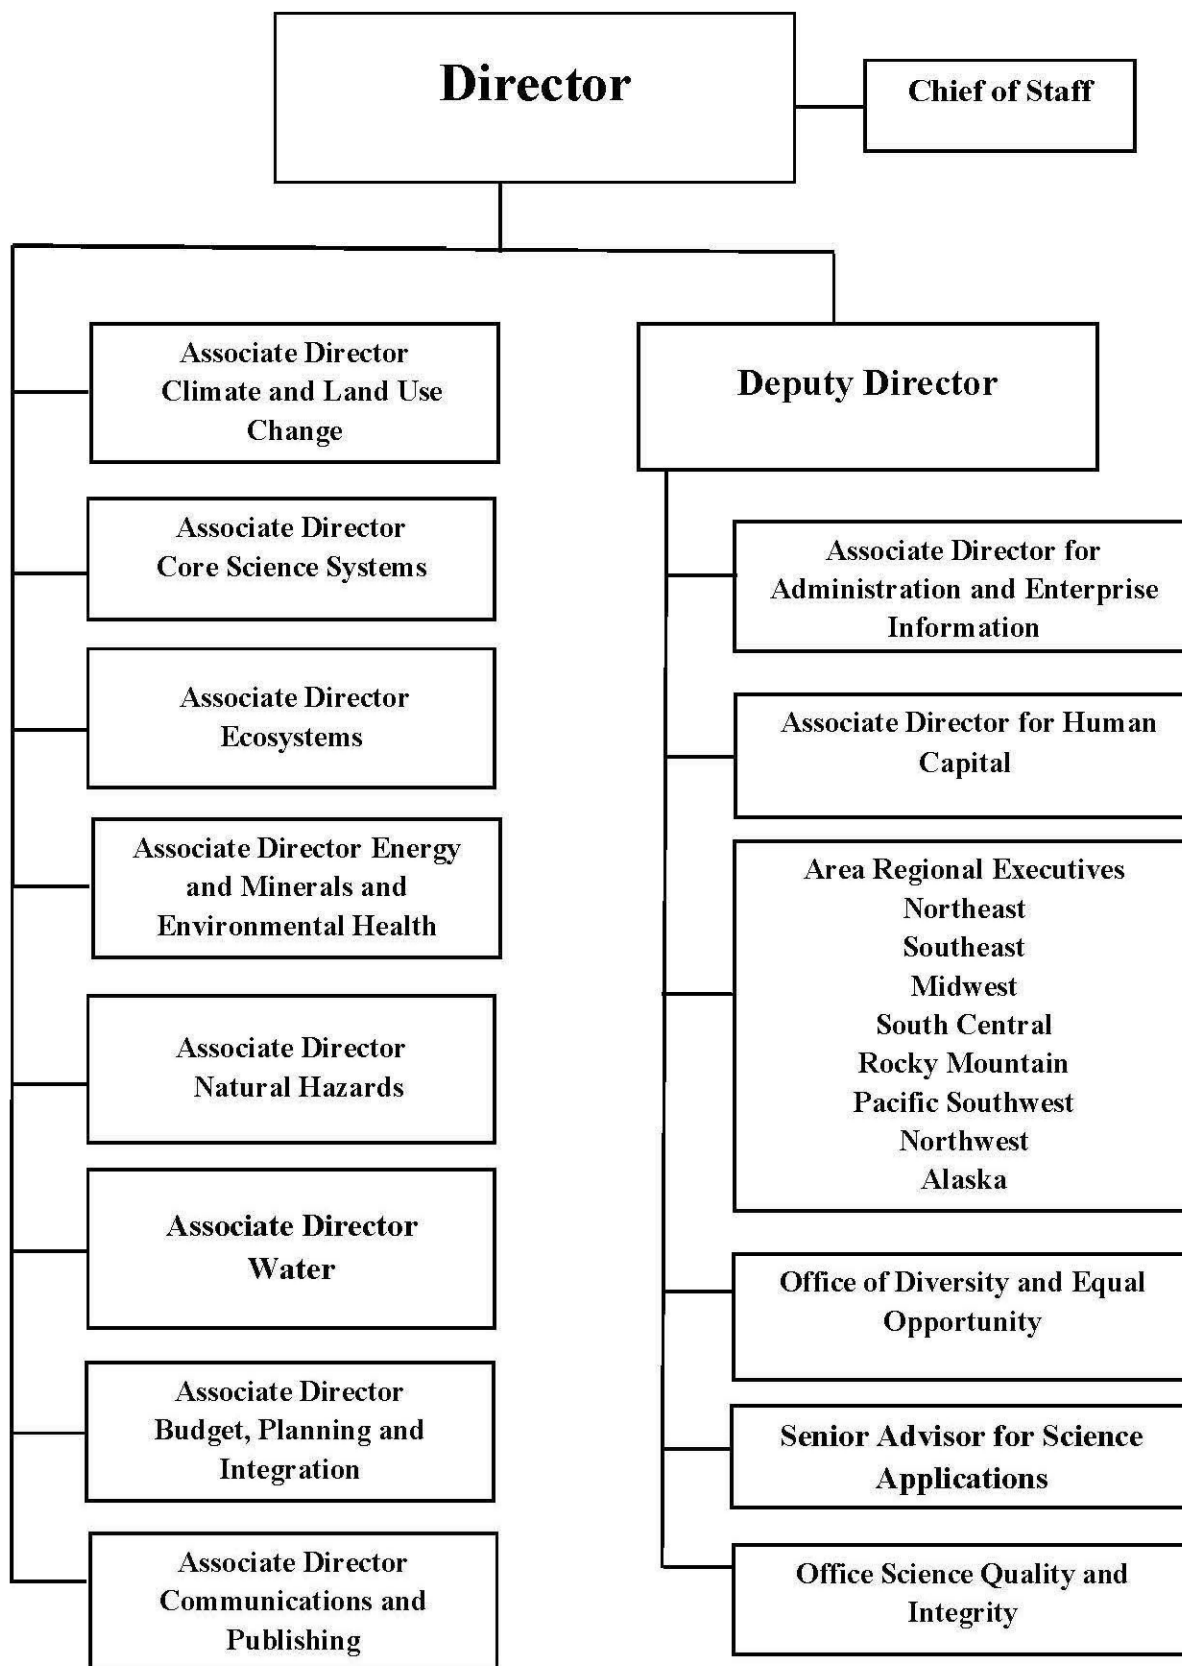 Director
Chief of Staff
Associate Director
Climate and Land Use
Change
Associate Director
Core Science Systems
Associate Director
Ecosystems
Associate Director Energy
and Minerals and
Environmental Health
Associate Director
Natural Hazards
Associate Director
Water
Associate Director
Budget, Planning and
Integration
Associate Director
Communications and
Publishing
Deputy Director
Associate Director for
Administration and Enterprise
Information
Associate Director for Human
Capital
Area Regional Executives
Northeast
Southeast
Midwest
South Central
Rocky Mountain
Pacific Southwest
Northwest
Alaska
Office of Diversity and Equal
Opportunity
Senior Advisor for Science
Applications
Office Science Quality and
Integrity